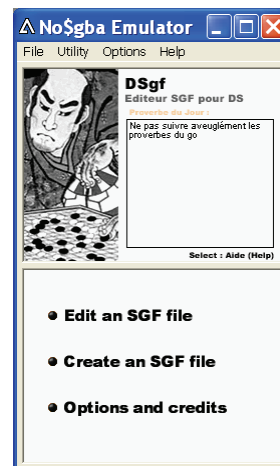 No$gba Emulator
File Utility Options Help
DSgf
Editeur SGF pour DS
Proverbe du Jour :
Ne pas suivre aveuglément les
proverbes du go
Select : Aide (Help)
Edit an SGF file
Create an SGF file
Options and credits